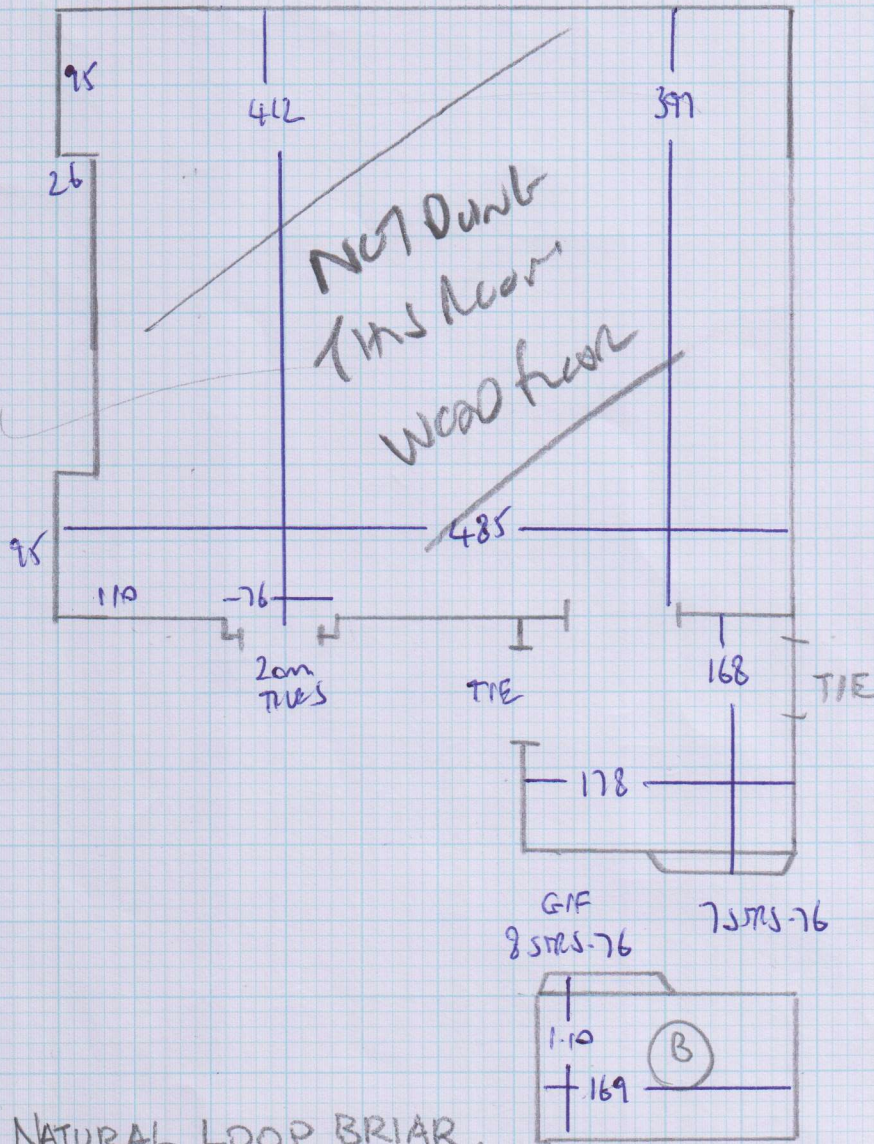 95
412
397
26
NOT DOING
THIS ROOM
WOOD FLOOR
485
95
110
-76-
20m
TILES
TIE
168
T/E
178
G/F
8 STRS-76
7 STRS-76
1.10
B
169
NATURAL LOOP BRIAR